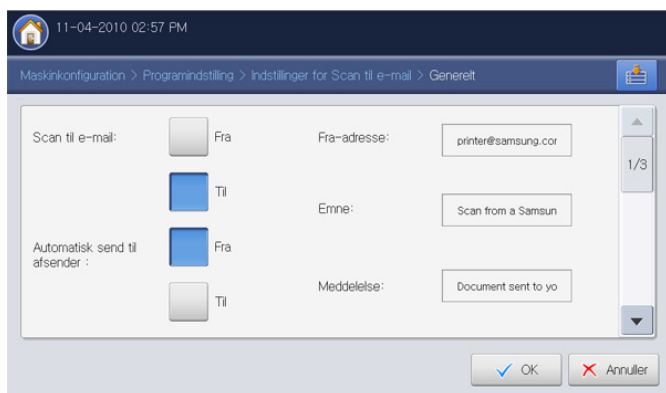 11-04-2010 02:57 PM
Maskinkonfiguration > Programindstilling > Indstillinger for Scan til e-mail > Generelt
Scan til e-mail:
Fra
Til
Automatisk send til
afsender :
Fra
Til
Fra-adresse:
printer@samsung.cor
Emne:
Scan from a Samsun
Meddelelse:
Document sent to yo
1/3
OK
Annuller